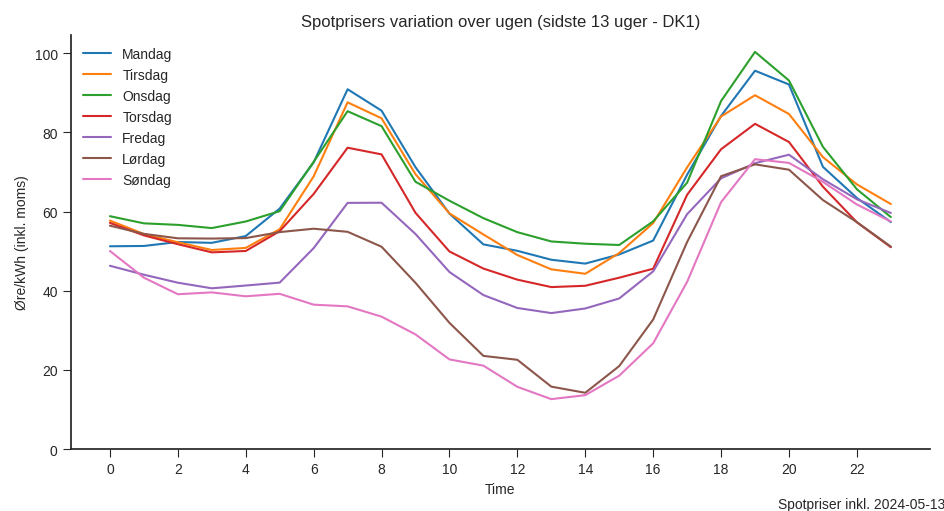 Spotprisers variation over ugen (sidste 13 uger - DK1)
Øre/kWh (inkl. moms)
100
80
60
40
20
0
Mandag
Tirsdag
Onsdag
Torsdag
Fredag
Lørdag
Søndag
0 2 4 6 8 10 12 14 16 18 20 22
Time
Spotpriser inkl. 2024-05-13